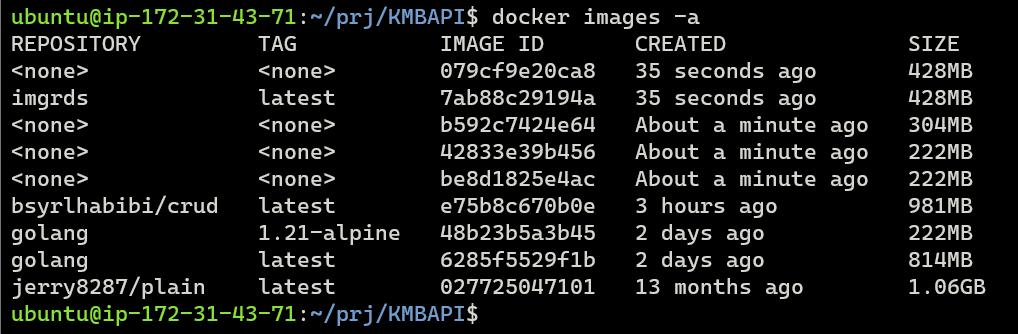 ubuntu@ip-172-31-43-71:~/prj/KMBAPI$ docker images -a
REPOSITORY TAG IMAGE ID CREATED SIZE
<none> <none> 079cf9e20ca8 35 seconds ago 428MB
imgrds latest 7ab88c29194a 35 seconds ago 428MB
<none> <none> b592c7424e64 About a minute ago 304MB
<none> <none> 42833e39b456 About a minute ago 222MB
<none> <none> be8d1825e4ac About a minute ago 222MB
bsyrlhabibi/crud latest e75b8c670b0e 3 hours ago 981MB
golang 1.21-alpine 48b23b5a3b45 2 days ago 222MB
golang latest 6285f5529f1b 2 days ago 814MB
jerry8287/plain latest 027725047101 13 months ago 1.06GB
ubuntu@ip-172-31-43-71:~/prj/KMBAPI$